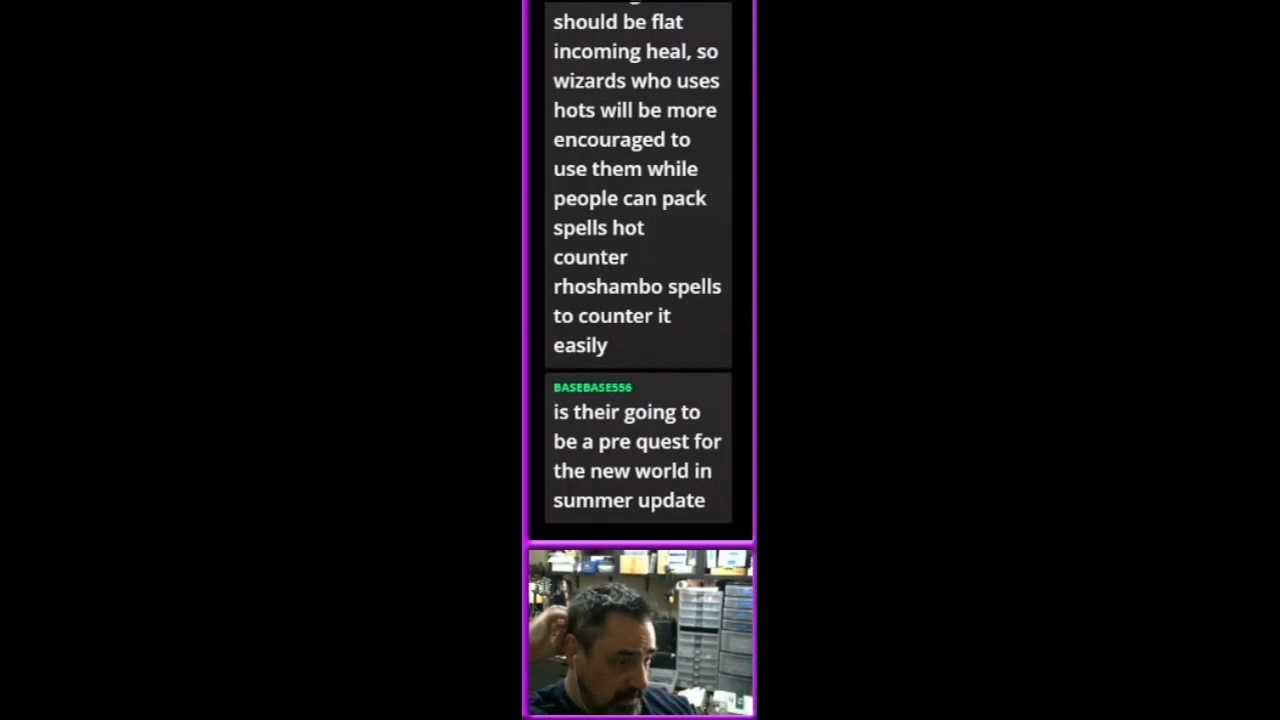 should be flat
incoming heal, so
wizards who uses
hots will be more
encouraged to
use them while
people can pack
spells hot
counter
rhoshambo spells
to counter it
easily
BASEBASE556
is their going to
be a pre quest for
the new world in
summer update